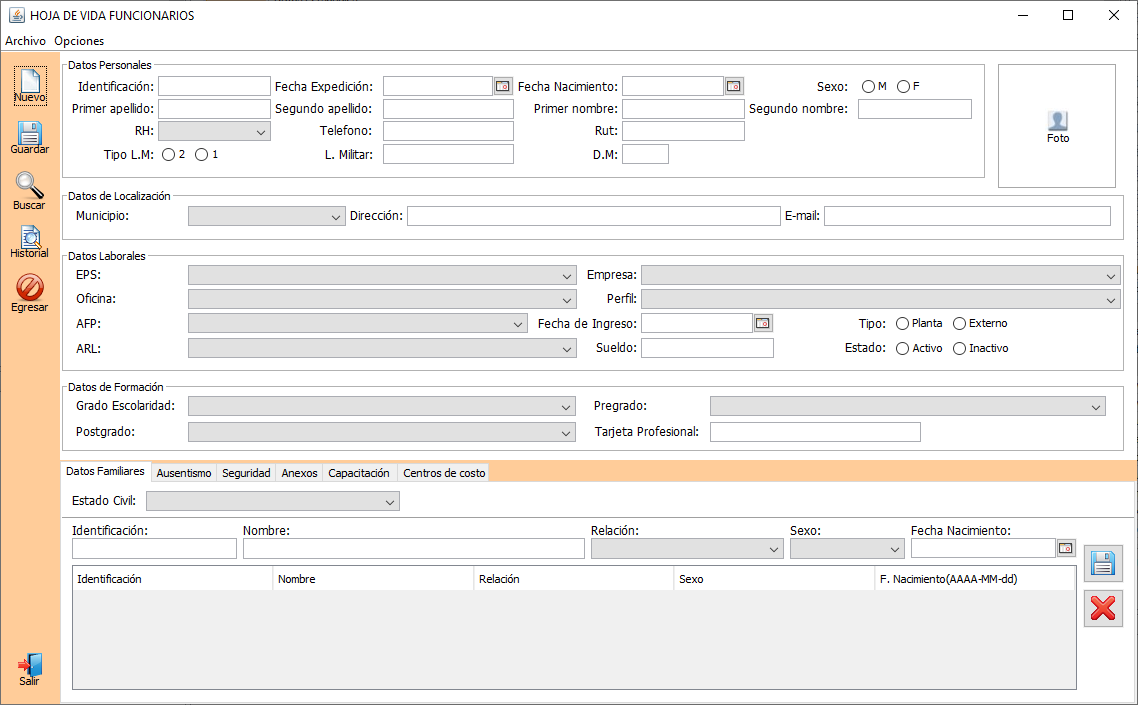 HOJA DE VIDA FUNCIONARIOS
Archivo Opciones
Nuevo
Guardar
Buscar
Historial
Egresar
Salir
Datos Personales
Identificación: Fecha Expedición: Fecha Nacimiento: Sexo: M F
Primer apellido: Segundo apellido: Primer nombre: Segundo nombre:
RH: Telefono: Rut:
Tipo L.M: 2 1 L. Militar: D.M:
Foto
Datos de Localización
Municipio: Dirección: E-mail:
Datos Laborales
EPS: Empresa:
Oficina: Perfil:
AFP: Fecha de Ingreso: Tipo: Planta Externo
ARL: Sueldo: Estado: Activo Inactivo
Datos de Formación
Grado Escolaridad: Pregrado:
Postgrado: Tarjeta Profesional:
Datos Familiares Ausentismo Seguridad Anexos Capacitación Centros de costo
Estado Civil:
Identificación: Nombre: Relación: Sexo: Fecha Nacimiento:
Identificación Nombre Relación Sexo F. Nacimiento(AAAA-MM-dd)